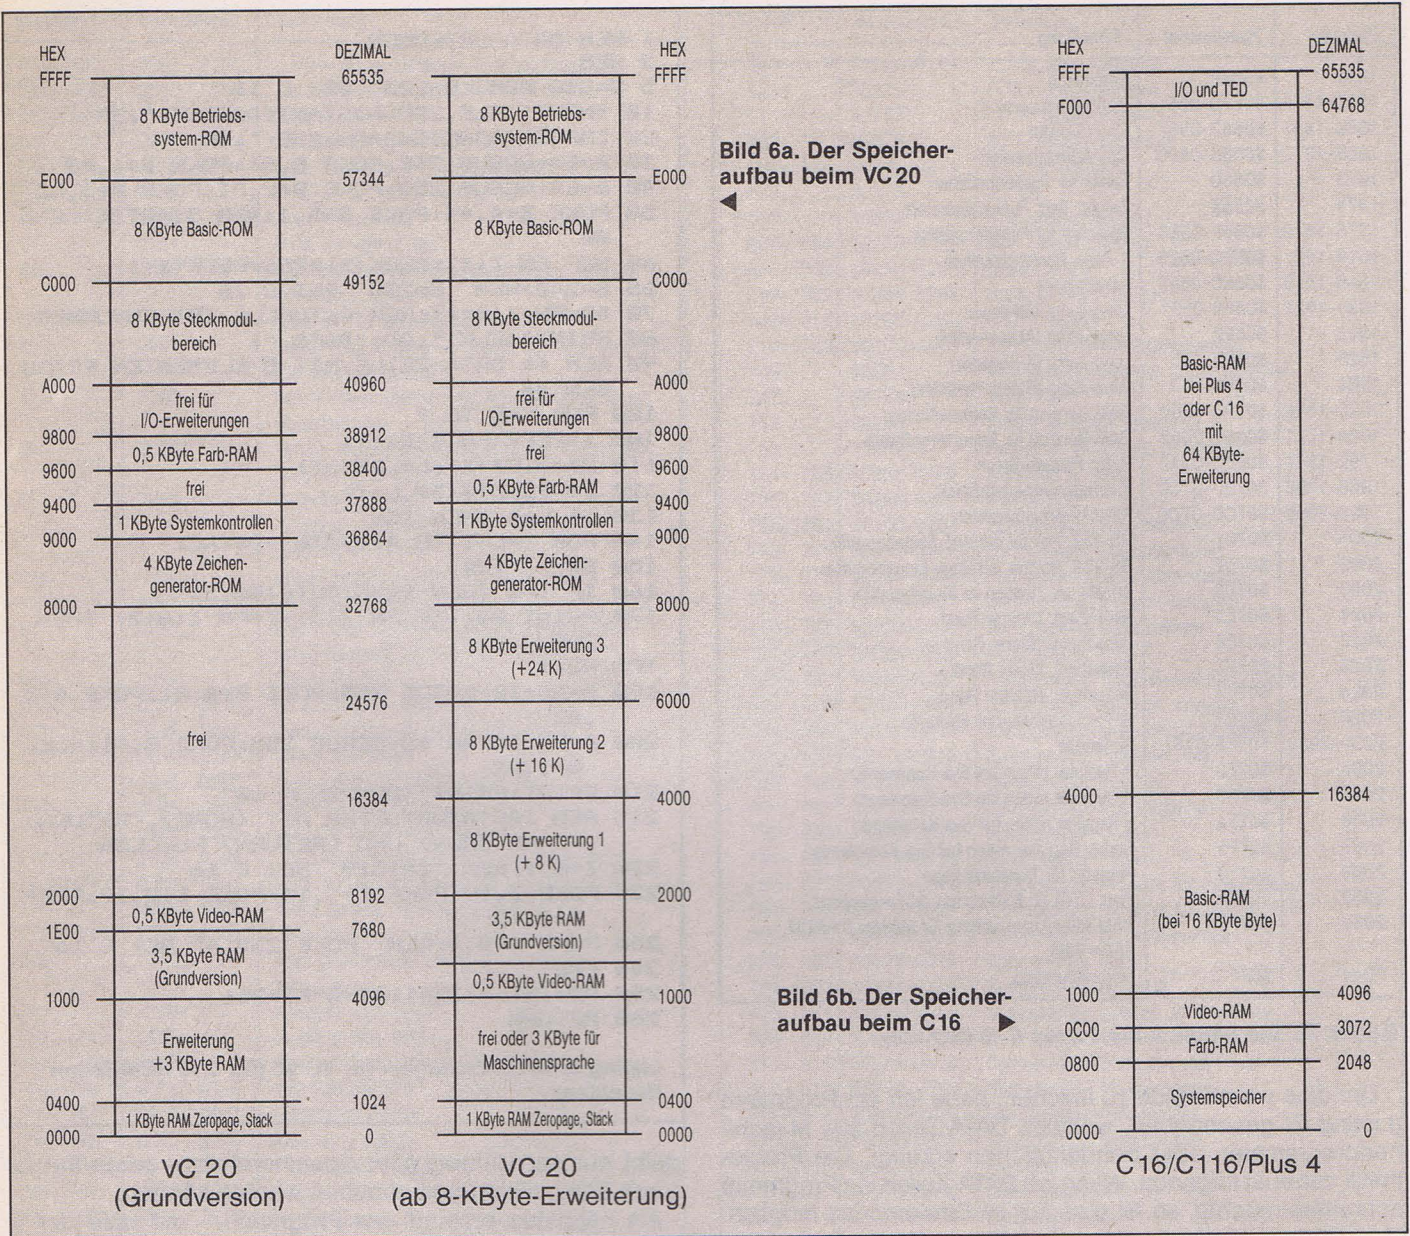 HEX
FFFF
E000
C000
A000
9800
9600
9400
9000
8000
2000
1E00
1000
0400
0000
8 KByte Betriebs-
system-ROM
8 KByte Basic-ROM
8 KByte Steckmodul-
bereich
frei für
I/O-Erweiterungen
0,5 KByte Farb-RAM
frei
1 KByte Systemkontrollen
4 KByte Zeichen-
generator-ROM
frei
0,5 KByte Video-RAM
3,5 KByte RAM
(Grundversion)
Erweiterung
+3 KByte RAM
1 KByte RAM Zeropage, Stack
VC 20
(Grundversion)
DEZIMAL
65535
57344
49152
40960
38912
38400
37888
36864
32768
24576
16384
8192
7680
4096
1024
0
8 KByte Betriebs-
system-ROM
8 KByte Basic-ROM
8 KByte Steckmodul-
bereich
frei für
I/O-Erweiterungen
frei
0,5 KByte Farb-RAM
1 KByte Systemkontrollen
4 KByte Zeichen-
generator-ROM
8 KByte Erweiterung 3
(+24 K)
8 KByte Erweiterung 2
(+ 16 K)
8 KByte Erweiterung 1
(+ 8 K)
3,5 KByte RAM
(Grundversion)
0,5 KByte Video-RAM
frei oder 3 KByte für
Maschinensprache
1 KByte RAM Zeropage, Stack
VC 20
(ab 8-KByte-Erweiterung)
HEX
FFFF
E000
C000
A000
9800
9600
9400
9000
8000
6000
4000
2000
1000
0400
0000
Bild 6a. Der Speicher-
aufbau beim VC 20
Bild 6b. Der Speicher-
aufbau beim C16
HEX
FFFF
F000
4000
1000
0C00
0800
0000
I/O und TED
Basic-RAM
bei Plus 4
oder C 16
mit
64 KByte-
Erweiterung
Basic-RAM
(bei 16 KByte Byte)
Video-RAM
Farb-RAM
Systemspeicher
C16/C116/Plus 4
DEZIMAL
65535
64768
16384
4096
3072
2048
0